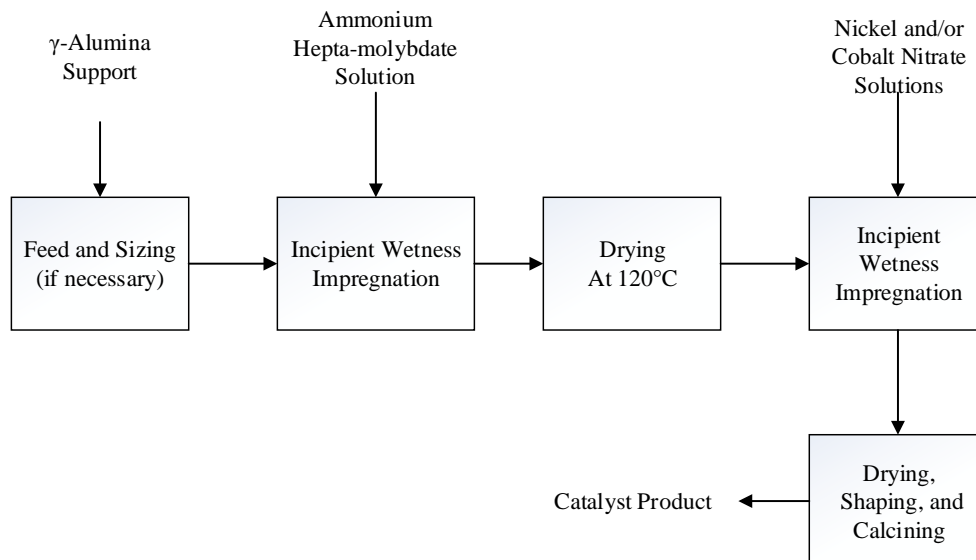 γ-Alumina
Support
Ammonium
Hepta-molybdate
Solution
Nickel and/or
Cobalt Nitrate
Solutions
Feed and Sizing
(if necessary)
Incipient Wetness
Impregnation
Drying
At 120°C
Incipient
Wetness
Impregnation
Drying,
Shaping, and
Calcining
Catalyst Product